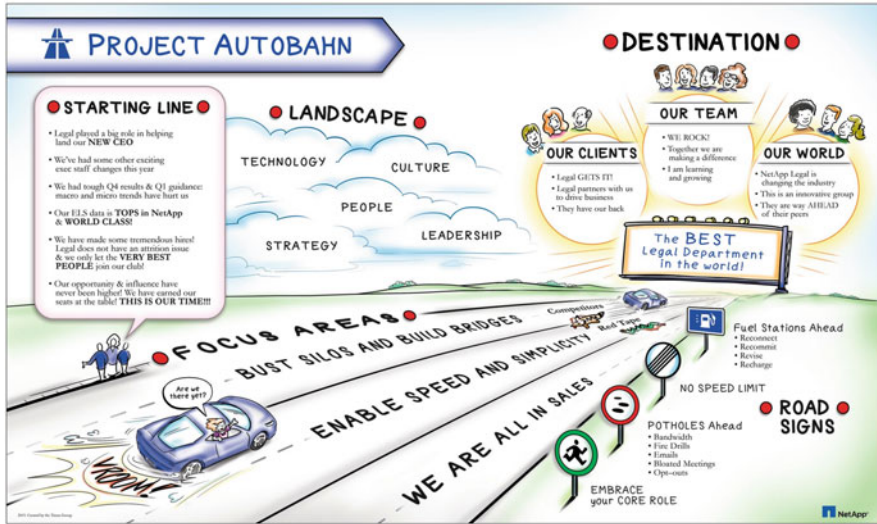 PROJECT AUTOBAHN
STARTING LINE
• Legal played a big role in helping
land our NEW CEO
• We've had some other exciting
exec staff changes this year
• We had tough Q4 results & Q1 guidance:
macro and micro trends have hurt us
• Our ELS data is TOPS in NetApp
& WORLD CLASS!
• We have made some tremendous hires!
Legal does not have an attrition issue
& we only let the VERY BEST
PEOPLE join our club!
• Our opportunity & influence have
never been higher! We have earned our
seats at the table! THIS IS OUR TIME!!!
LANDSCAPE
TECHNOLOGY
CULTURE
PEOPLE
STRATEGY
LEADERSHIP
DESTINATION
OUR CLIENTS
• Legal GETS IT!
• Legal partners with us
to drive business
• They have our back
OUR TEAM
• WE ROCK!
• Together we are
making a difference
• I am learning
and growing
OUR WORLD
• NetApp Legal is
changing the industry
• This is an innovative group
• They are way AHEAD
of their peers
The BEST
Legal Department
in the world!
FOCUS AREAS
BUST SILOS AND BUILD BRIDGES
ENABLE SPEED AND SIMPLICITY
WE ARE ALL IN SALES
Competitors
Red Tape
Are we
there yet?
VROOM!
Fuel Stations Ahead
• Reconnect
• Recommit
• Revise
• Recharge
NO SPEED LIMIT
ROAD
SIGNS
POTHOLES Ahead
• Bandwidth
• Fire Drills
• Emails
• Bloated Meetings
• Opt-outs
EMBRACE
your CORE ROLE
NetApp